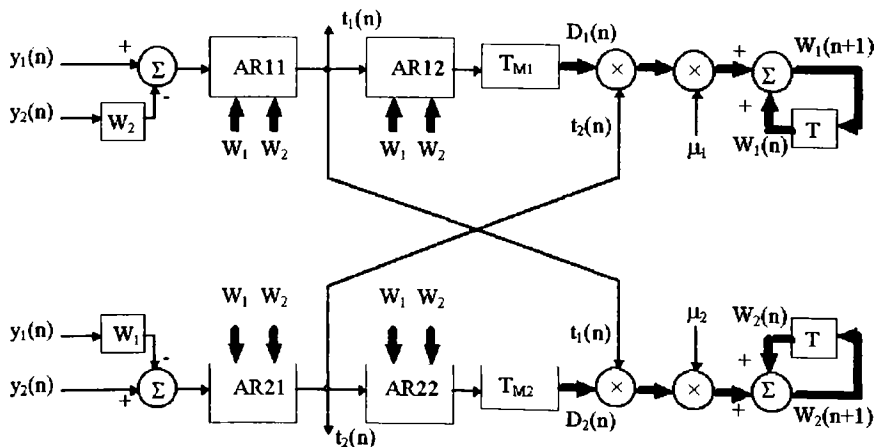 t₁(n)
D₁(n)
W₁(n+1)
y₁(n) + Σ AR11 AR12 T_M1 × × + Σ
y₂(n) W₂ - t₂(n) + T
W₁ W₂ W₁ W₂ μ₁ W₁(n)
W₁ W₂ W₁ W₂ μ₂ W₂(n)
y₁(n) W₁ - t₁(n) + T
y₂(n) + Σ AR21 AR22 T_M2 × × + Σ
D₂(n) W₂(n+1)
t₂(n)